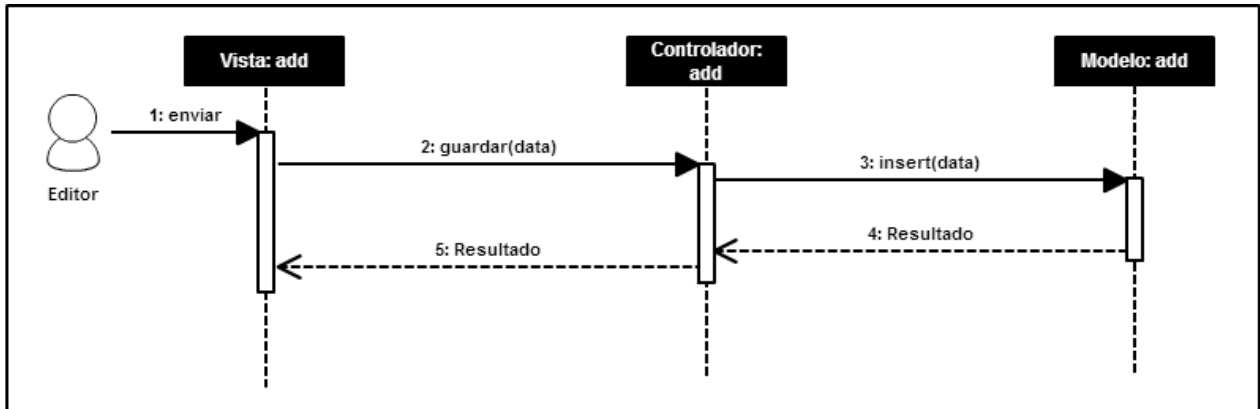 Vista: add
Controlador:
add
Modelo: add
1: enviar
2: guardar(data)
3: insert(data)
Editor
4: Resultado
5: Resultado